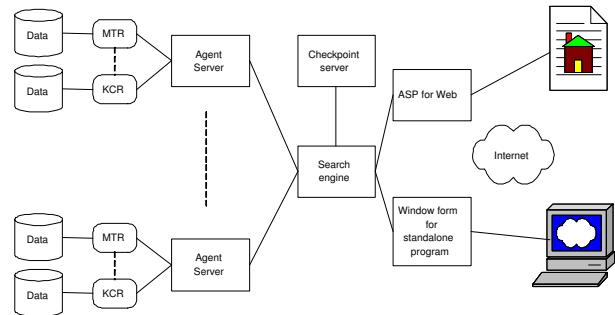 Data
MTR
Data
KCR
Agent
Server
Checkpoint
server
ASP for Web
Internet
Search
engine
Window form
for
standalone
program
Data
MTR
Data
KCR
Agent
Server